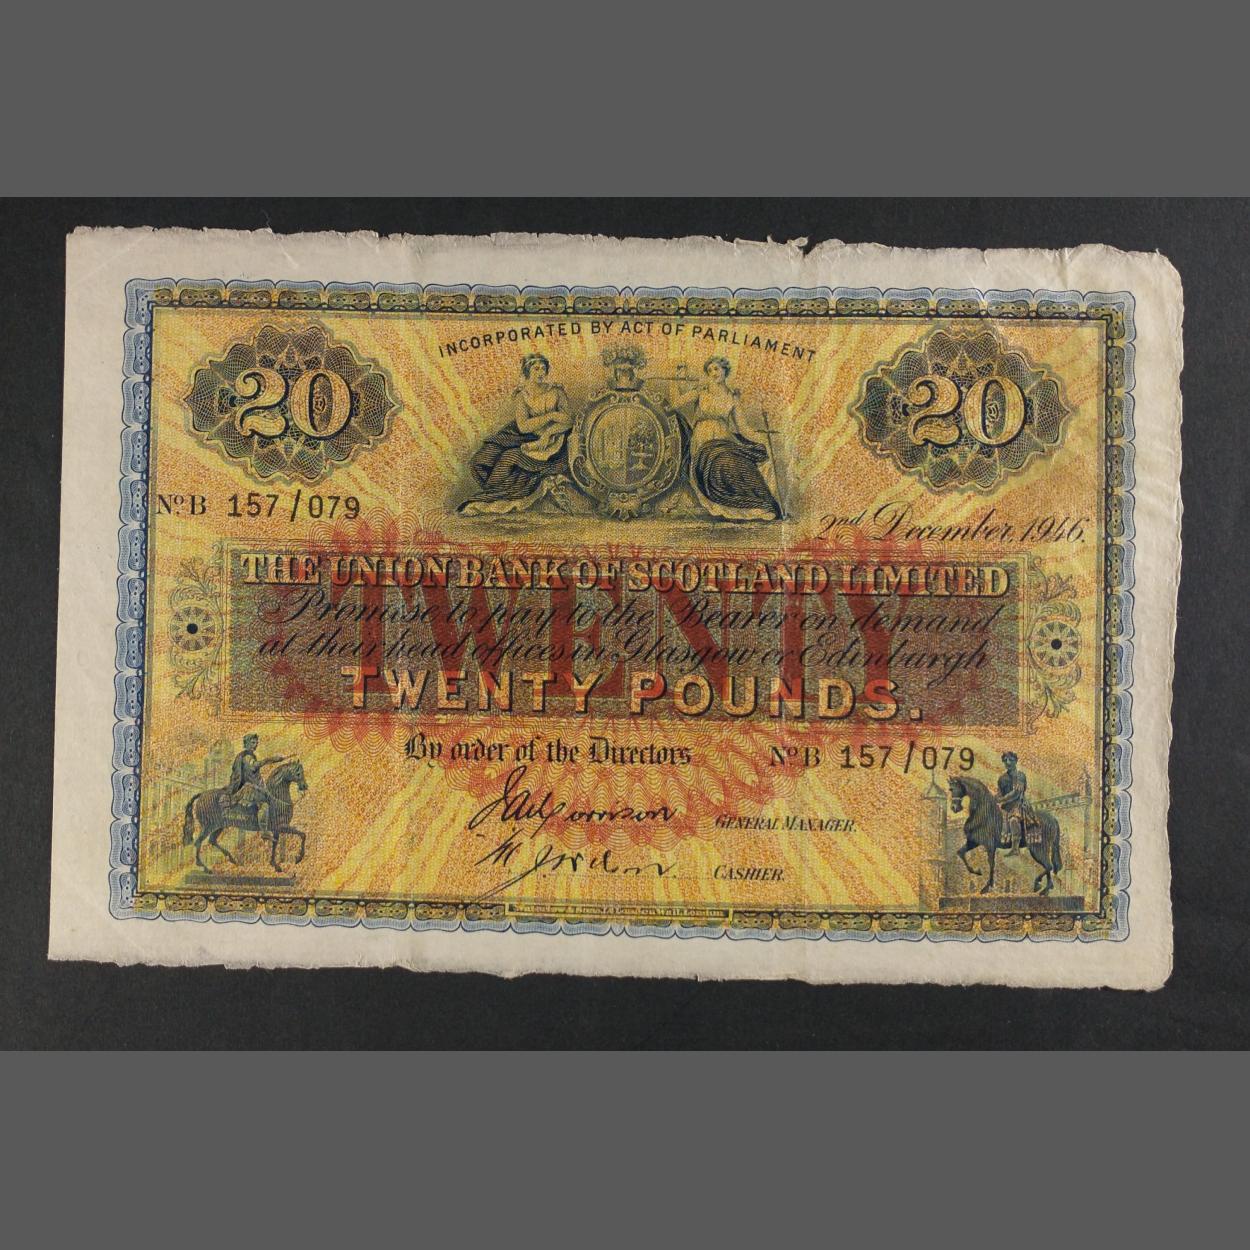 INCORPORATED BY ACT OF PARLIAMENT
20 20
No B 157/079
2nd December, 1946.
THE UNION BANK OF SCOTLAND LIMITED
Promise to pay to the Bearer on demand
at their head offices in Glasgow or Edinburgh
TWENTY
TWENTY POUNDS.
By order of the Directors No B 157/079
GENERAL MANAGER.
CASHIER.